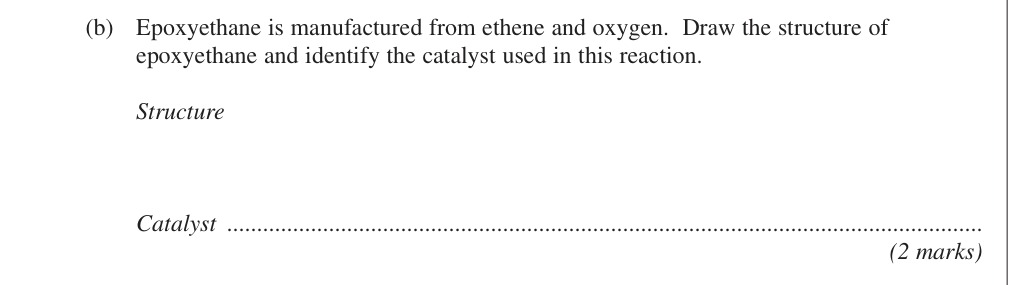 (b) Epoxyethane is manufactured from ethene and oxygen. Draw the structure of
epoxyethane and identify the catalyst used in this reaction.
Structure
Catalyst ..............................................................................................................................
(2 marks)